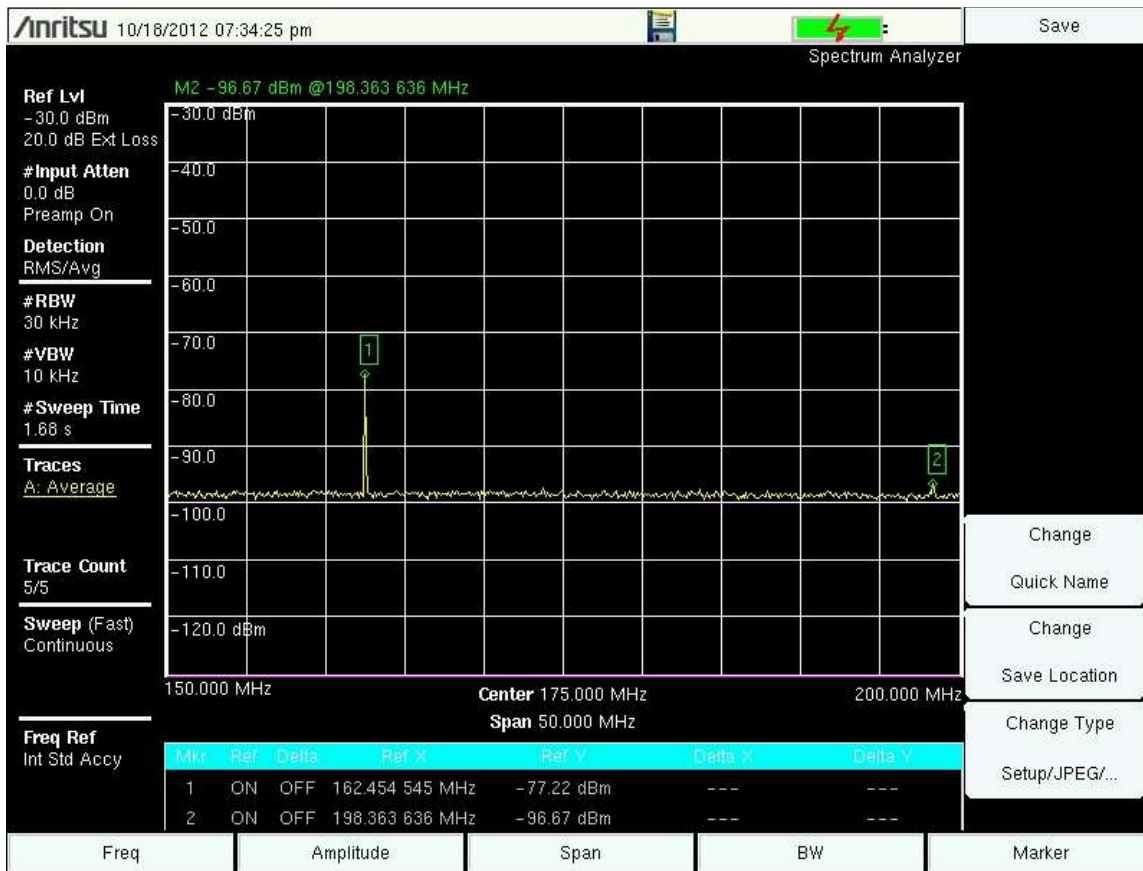 Anritsu 10/18/2012 07:34:25 pm
Save
Spectrum Analyzer
M2 -96.67 dBm @198.363 636 MHz
Ref Lvl
-30.0 dBm
20.0 dB Ext Loss
#Input Atten
0.0 dB
Preamp On
Detection
RMS/Avg
#RBW
30 kHz
#VBW
10 kHz
#Sweep Time
1.68 s
Traces
A: Average
Trace Count
5/5
Sweep (Fast)
Continuous
Freq Ref
Int Std Accy
-30.0 dBm
-40.0
-50.0
-60.0
-70.0
-80.0
-90.0
-100.0
-110.0
-120.0 dBm
1
2
150.000 MHz
Center 175.000 MHz
200.000 MHz
Span 50.000 MHz
Mkr Ref Delta Ref X Ref Y Delta X Delta Y
1 ON OFF 162.454 545 MHz -77.22 dBm --- ---
2 ON OFF 198.363 636 MHz -96.67 dBm --- ---
Change
Quick Name
Change
Save Location
Change Type
Setup/JPEG/...
Freq Amplitude Span BW Marker